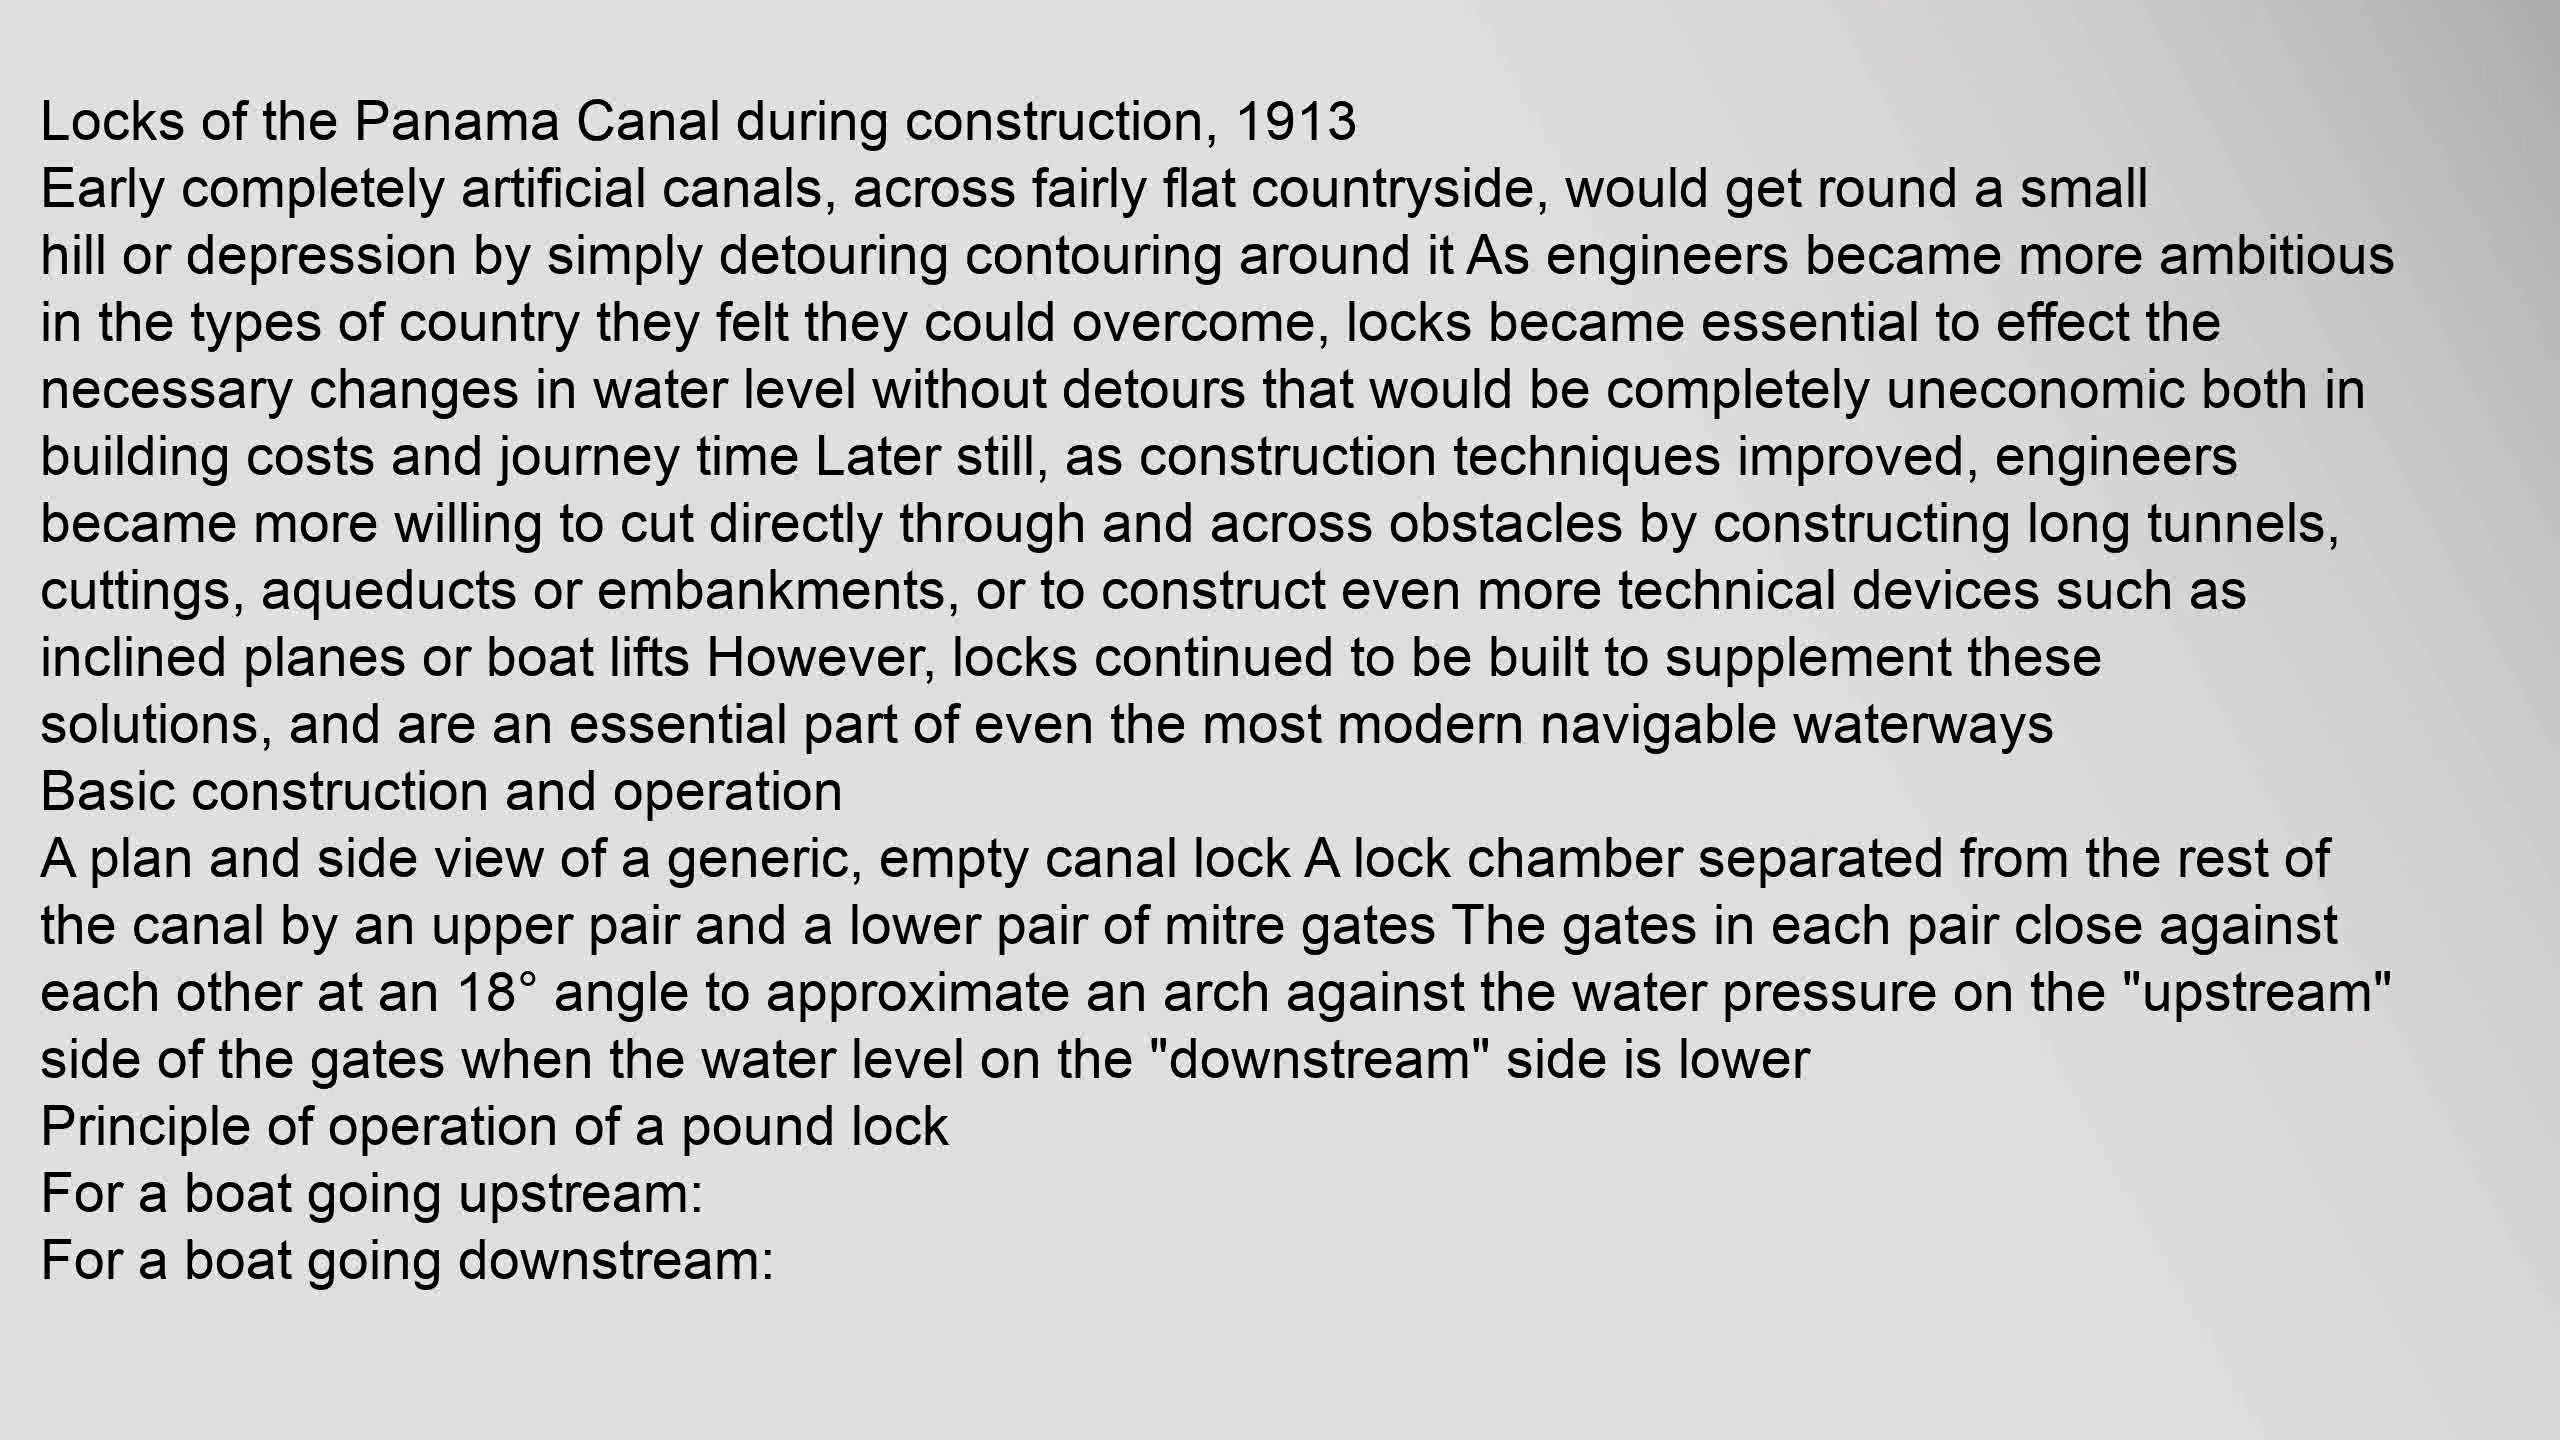 Locks of the Panama Canal during construction, 1913
Early completely artificial canals, across fairly flat countryside, would get round a small
hill or depression by simply detouring contouring around it As engineers became more ambitious
in the types of country they felt they could overcome, locks became essential to effect the
necessary changes in water level without detours that would be completely uneconomic both in
building costs and journey time Later still, as construction techniques improved, engineers
became more willing to cut directly through and across obstacles by constructing long tunnels,
cuttings, aqueducts or embankments, or to construct even more technical devices such as
inclined planes or boat lifts However, locks continued to be built to supplement these
solutions, and are an essential part of even the most modern navigable waterways
Basic construction and operation
A plan and side view of a generic, empty canal lock A lock chamber separated from the rest of
the canal by an upper pair and a lower pair of mitre gates The gates in each pair close against
each other at an 18° angle to approximate an arch against the water pressure on the "upstream"
side of the gates when the water level on the "downstream" side is lower
Principle of operation of a pound lock
For a boat going upstream:
For a boat going downstream: